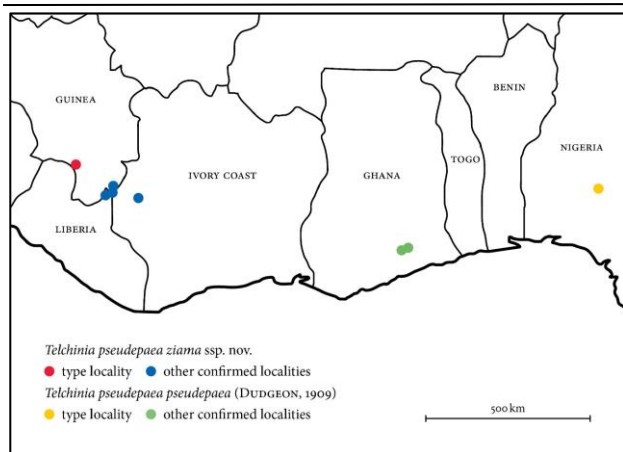 GUINEA
BENIN
NIGERIA
IVORY COAST
GHANA
TOGO
LIBERIA
Telchinia pseudepaea ziama ssp. nov.
type locality other confirmed localities
Telchinia pseudepaea pseudepaea (DUDGEON, 1909)
type locality other confirmed localities
500 km